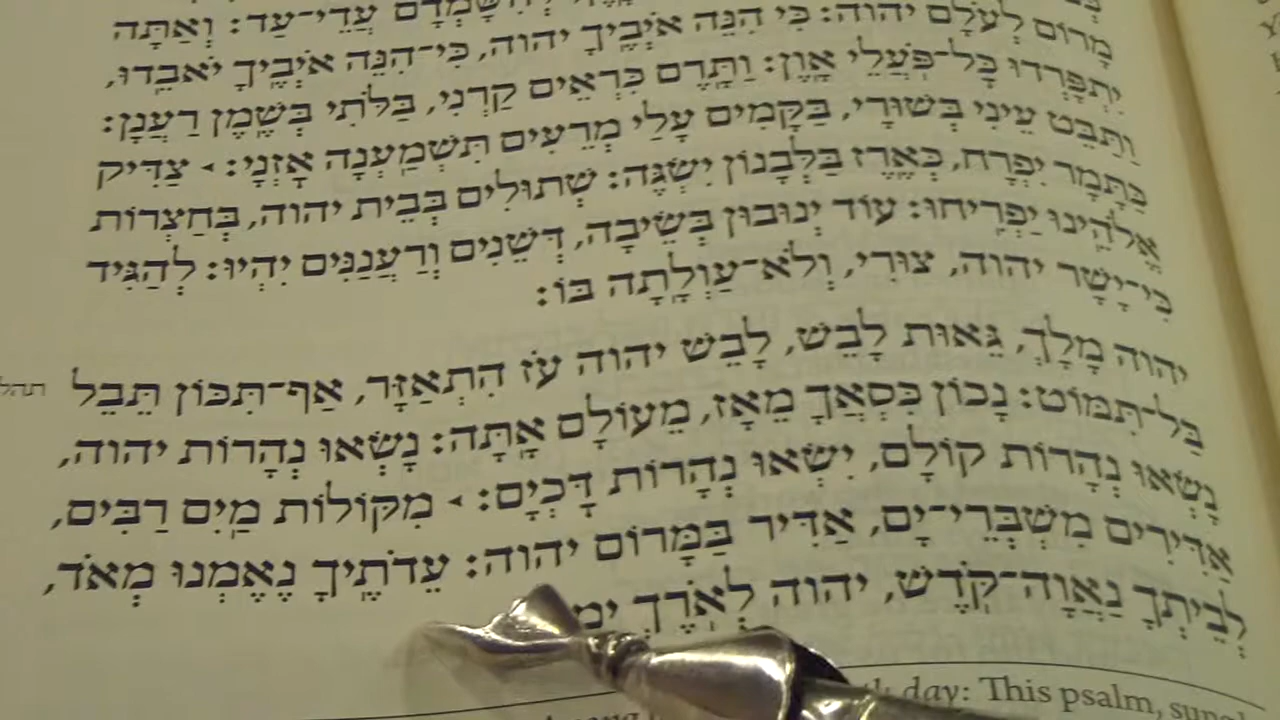 וְאַתָּה עֲדֵי־עַד: לְהִשָּׁמְדָם
מָרוֹם לְעֹלָם יהוה: כִּי הִנֵּה אֹיְבֶיךָ יהוה, כִּי־הִנֵּה אֹיְבֶיךָ יֹאבֵדוּ,
יִתְפָּרְדוּ כָּל־פֹּעֲלֵי אָוֶן: וַתָּרֶם כִּרְאֵים קַרְנִי, בַּלֹּתִי בְּשֶׁמֶן רַעֲנָן:
וַתַּבֵּט עֵינִי בְּשׁוּרָי, בַּקָּמִים עָלַי מְרֵעִים תִּשְׁמַעְנָה אָזְנָי: צַדִּיק
כַּתָּמָר יִפְרָח, כְּאֶרֶז בַּלְּבָנוֹן יִשְׂגֶּה: שְׁתוּלִים בְּבֵית יהוה, בְּחַצְרוֹת
אֱלֹהֵינוּ יַפְרִיחוּ: עוֹד יְנוּבוּן בְּשֵׂיבָה, דְּשֵׁנִים וְרַעֲנַנִּים יִהְיוּ: לְהַגִּיד
כִּי־יָשָׁר יהוה, צוּרִי, וְלֹא־עַוְלָתָה בּוֹ:
יהוה מָלָךְ, גֵּאוּת לָבֵשׁ, לָבֵשׁ יהוה עֹז הִתְאַזָּר, אַף־תִּכּוֹן תֵּבֵל
תהל
בַּל־תִּמּוֹט: נָכוֹן כִּסְאֲךָ מֵאָז, מֵעוֹלָם אָתָּה: נָשְׂאוּ נְהָרוֹת יהוה,
נָשְׂאוּ נְהָרוֹת קוֹלָם, יִשְׂאוּ נְהָרוֹת דָּכְיָם: מִקּוֹלוֹת מַיִם רַבִּים,
אַדִּירִים מִשְׁבְּרֵי־יָם, אַדִּיר בַּמָּרוֹם יהוה: עֵדֹתֶיךָ נֶאֶמְנוּ מְאֹד,
לְבֵיתְךָ נַאֲוָה־קֹדֶשׁ, יהוה לְאֹרֶךְ ימ
day: This psalm,